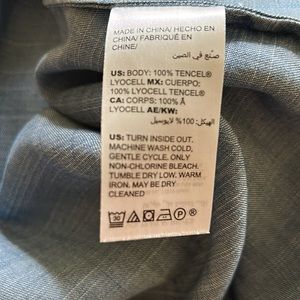 MADE IN CHINA/ HECHO EN
CHINA/ FABRIQUÉ EN
CHINE/
صنع في الصين
US: BODY: 100% TENCEL®
LYOCELL MX: CUERPO:
100% LYOCELL TENCEL®
CA: CORPS: 100% Â
LYOCELL AE/KW:
الهيكل: 100% لايوسيل
US: TURN INSIDE OUT.
MACHINE WASH COLD,
GENTLE CYCLE. ONLY
NON-CHLORINE BLEACH.
TUMBLE DRY LOW. WARM
IRON. MAY BE DRY
CLEANED
30
P